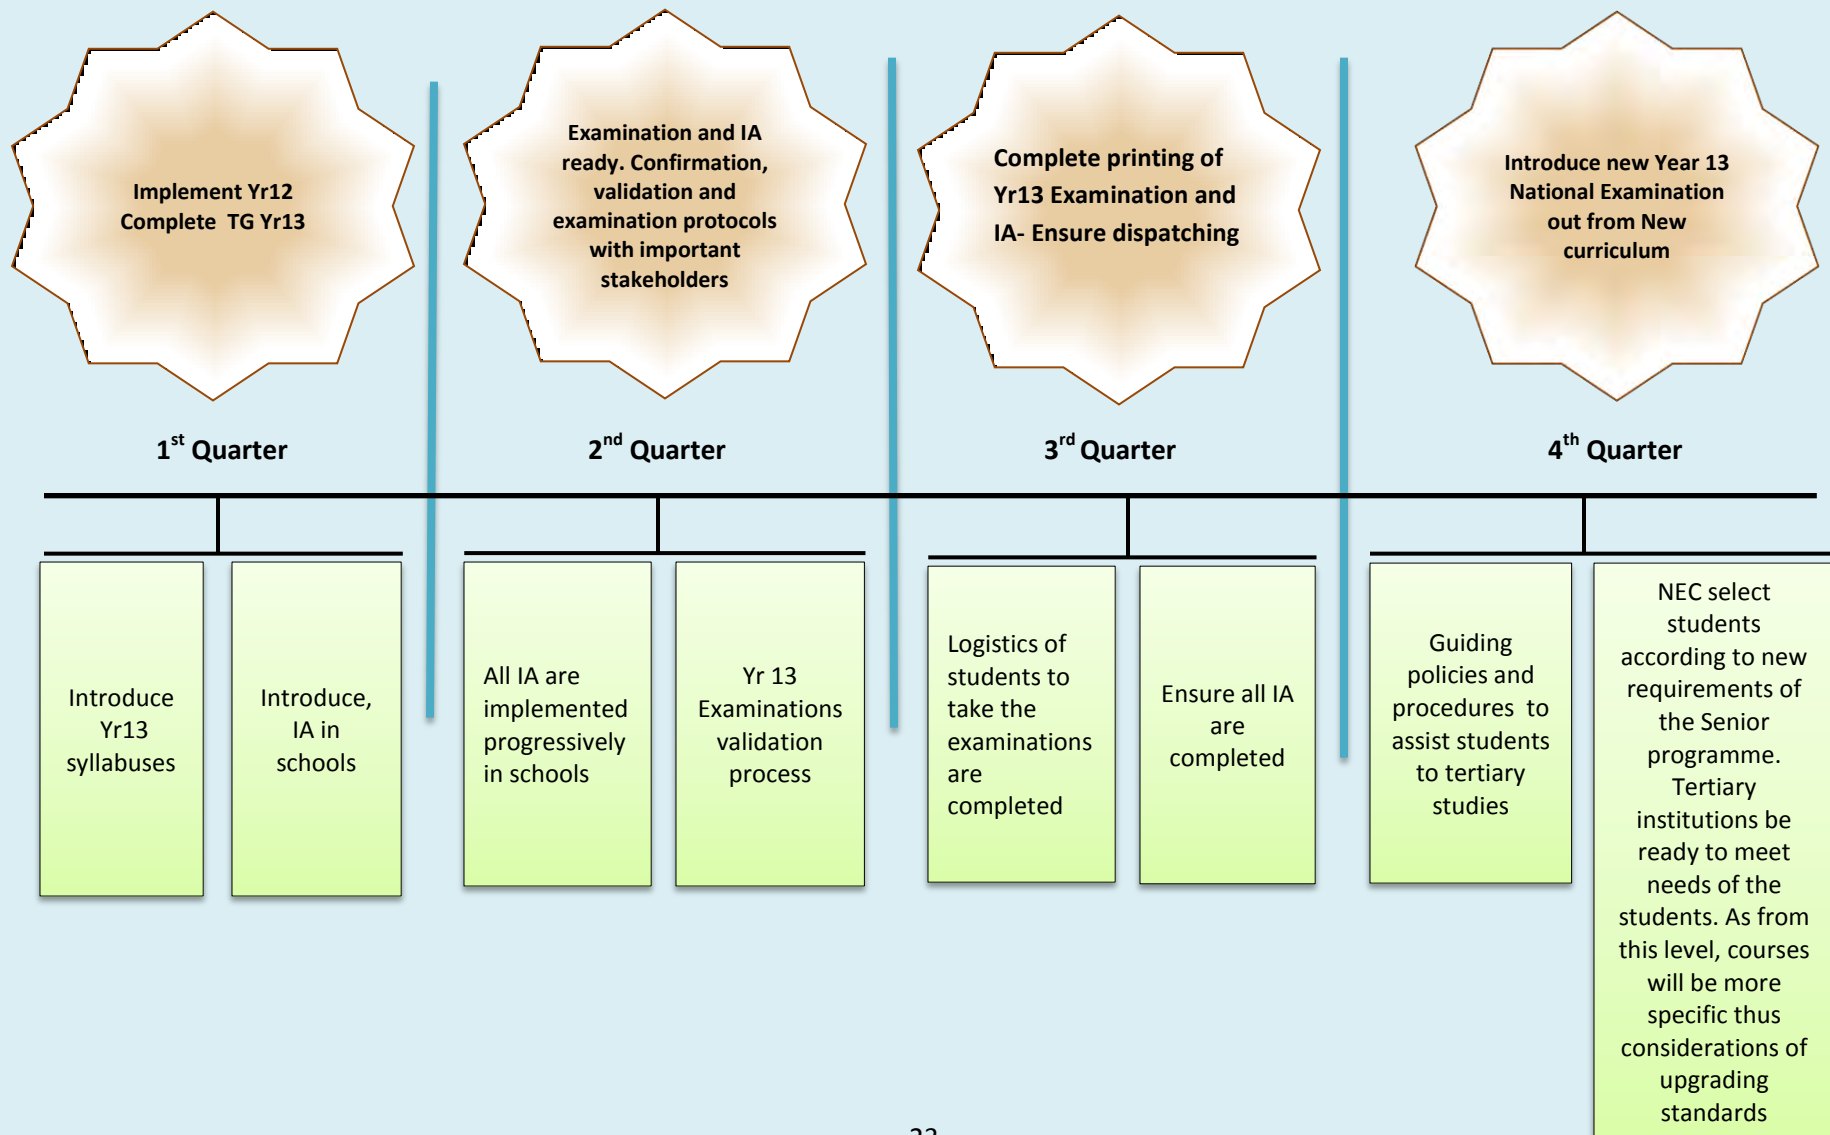 Implement Yr12
Complete TG Yr13
Examination and IA
ready. Confirmation,
validation and
examination protocols
with important
stakeholders
Complete printing of
Yr13 Examination and
IA- Ensure dispatching
Introduce new Year 13
National Examination
out from New
curriculum
1st Quarter
2nd Quarter
3rd Quarter
4th Quarter
Introduce
Yr13
syllabuses
Introduce,
IA in
schools
All IA are
implemented
progressively
in schools
Yr 13
Examinations
validation
process
Logistics of
students to
take the
examinations
are
completed
Ensure all IA
are
completed
Guiding
policies and
procedures to
assist students
to tertiary
studies
NEC select
students
according to new
requirements of
the Senior
programme.
Tertiary
institutions be
ready to meet
needs of the
students. As from
this level, courses
will be more
specific thus
considerations of
upgrading
standards